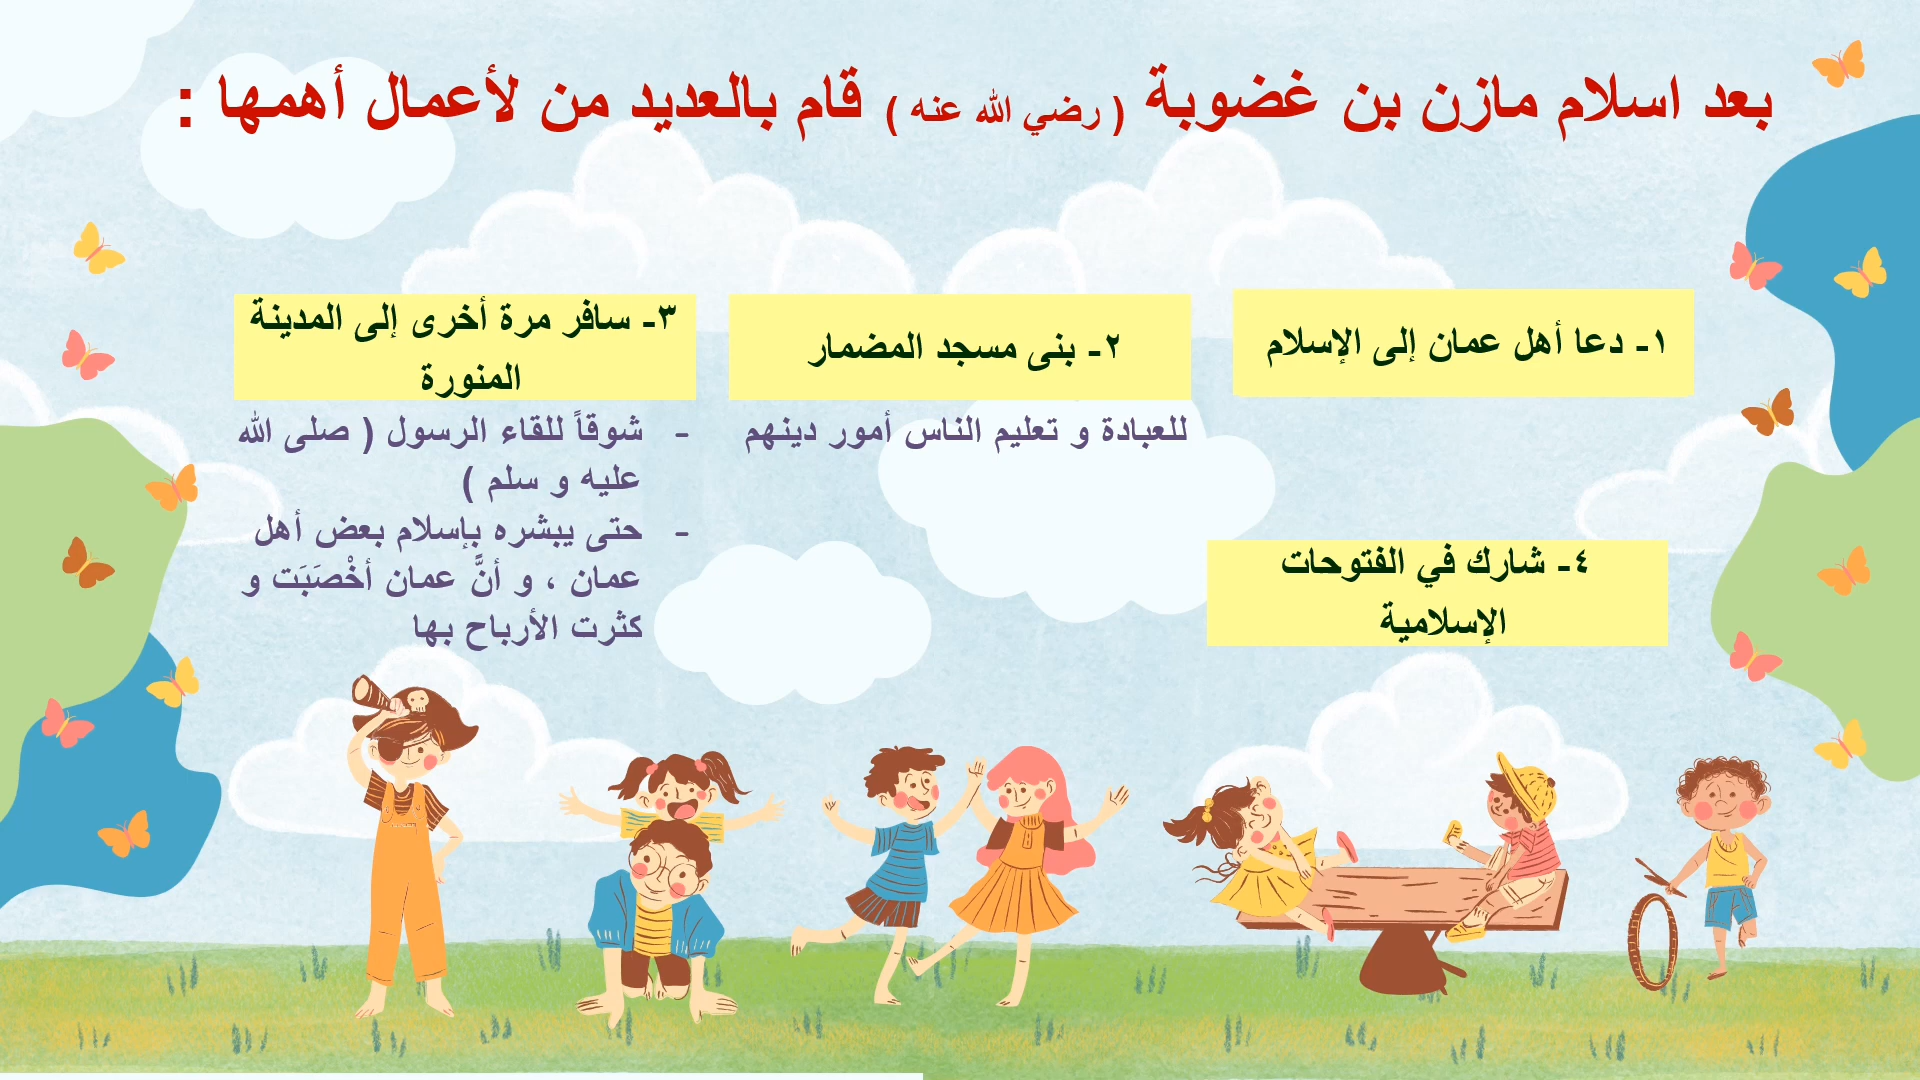 بعد اسلام مازن بن غضوبة ( رضي الله عنه ) قام بالعديد من لأعمال أهمها :
١- دعا أهل عمان إلى الإسلام
٢- بنى مسجد المضمار
للعبادة و تعليم الناس أمور دينهم
٣- سافر مرة أخرى إلى المدينة
المنورة
- شوقاً للقاء الرسول ( صلى الله
عليه و سلم )
- حتى يبشره بإسلام بعض أهل
عمان ، و أنَّ عمان أخْصَبَت و
كثرت الأرباح بها
٤- شارك في الفتوحات
الإسلامية